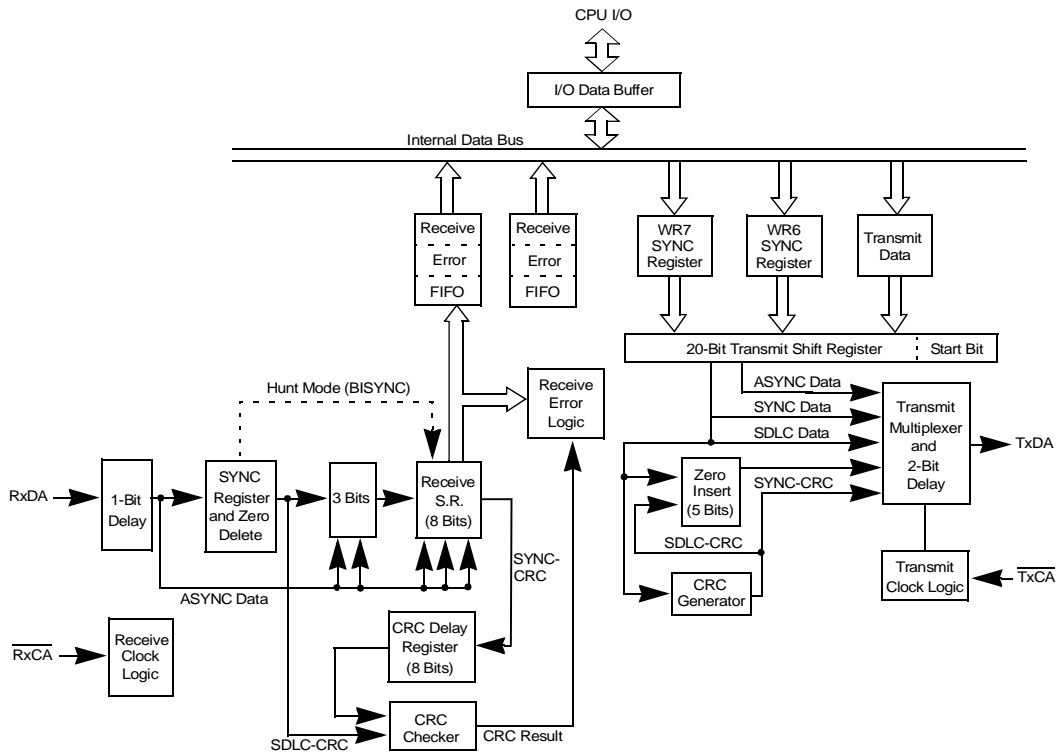 CPU I/O
I/O Data Buffer
Internal Data Bus
Receive
Error
FIFO
Receive
Error
FIFO
WR7
SYNC
Register
WR6
SYNC
Register
Transmit
Data
20-Bit Transmit Shift Register
Start Bit
Hunt Mode (BISYNC)
Receive
Error
Logic
ASYNC Data
SYNC Data
SDLC Data
Transmit
Multiplexer
and
2-Bit
Delay
TxDA
RxDA
1-Bit
Delay
SYNC
Register
and Zero
Delete
3 Bits
Receive
S.R.
(8 Bits)
Zero
Insert
(5 Bits)
SYNC-CRC
SDLC-CRC
SYNC-
CRC
ASYNC Data
CRC
Generator
Transmit
Clock Logic
TxCA
RxCA
Receive
Clock
Logic
CRC Delay
Register
(8 Bits)
CRC
Checker
SDLC-CRC
CRC Result